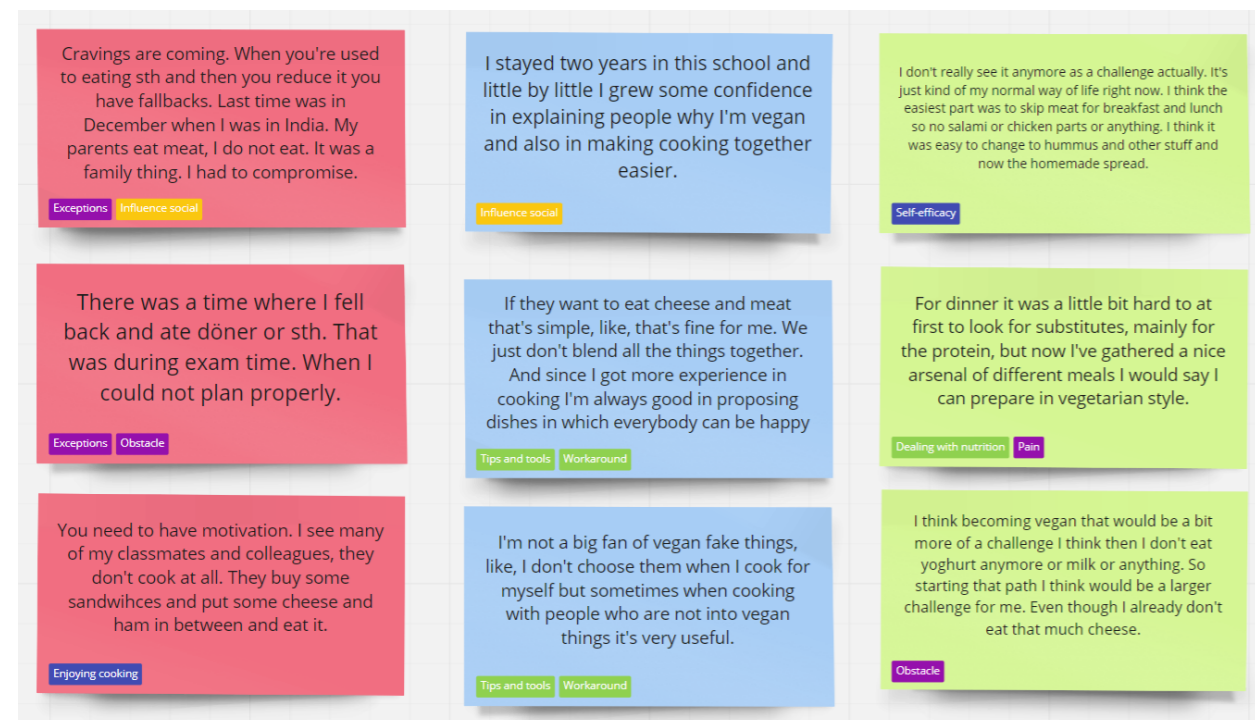 Cravings are coming. When you're used
to eating sth and then you reduce it you
have fallbacks. Last time was in
December when I was in India. My
parents eat meat, I do not eat. It was a
family thing. I had to compromise.
Exceptions
Influence social
There was a time where I fell
back and ate döner or sth. That
was during exam time. When I
could not plan properly.
Exceptions
Obstacle
You need to have motivation. I see many
of my classmates and colleagues, they
don't cook at all. They buy some
sandwihces and put some cheese and
ham in between and eat it.
Enjoying cooking
I stayed two years in this school and
little by little I grew some confidence
in explaining people why I'm vegan
and also in making cooking together
easier.
Influence social
If they want to eat cheese and meat
that's simple, like, that's fine for me. We
just don't blend all the things together.
And since I got more experience in
cooking I'm always good in proposing
dishes in which everybody can be happy
Tips and tools
Workaround
I'm not a big fan of vegan fake things,
like, I don't choose them when I cook for
myself but sometimes when cooking
with people who are not into vegan
things it's very useful.
Tips and tools
Workaround
I don't really see it anymore as a challenge actually. It's
just kind of my normal way of life right now. I think the
easiest part was to skip meat for breakfast and lunch
so no salami or chicken parts or anything. I think it
was easy to change to hummus and other stuff and
now the homemade spread.
Self-efficacy
For dinner it was a little bit hard to at
first to look for substitutes, mainly for
the protein, but now I've gathered a nice
arsenal of different meals I would say I
can prepare in vegetarian style.
Dealing with nutrition
Pain
I think becoming vegan that would be a bit
more of a challenge I think then I don't eat
yoghurt anymore or milk or anything. So
starting that path I think would be a larger
challenge for me. Even though I already don't
eat that much cheese.
Obstacle